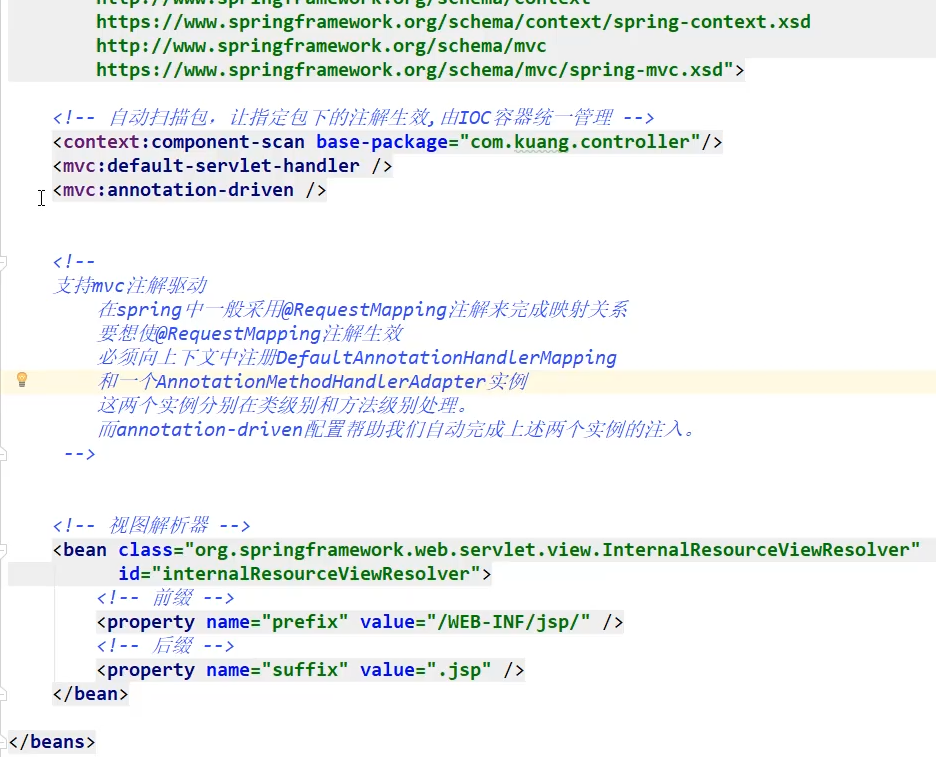 http://www.springframework.org/schema/context
https://www.springframework.org/schema/context/spring-context.xsd
http://www.springframework.org/schema/mvc
https://www.springframework.org/schema/mvc/spring-mvc.xsd">
<!-- 自动扫描包，让指定包下的注解生效,由IOC容器统一管理 -->
<context:component-scan base-package="com.kuang.controller"/>
<mvc:default-servlet-handler />
<mvc:annotation-driven />
<!--
支持mvc注解驱动
在spring中一般采用@RequestMapping注解来完成映射关系
要想使@RequestMapping注解生效
必须向上下文中注册DefaultAnnotationHandlerMapping
和一个AnnotationMethodHandlerAdapter实例
这两个实例分别在类级别和方法级别处理。
而annotation-driven配置帮助我们自动完成上述两个实例的注入。
-->
<!-- 视图解析器 -->
<bean class="org.springframework.web.servlet.view.InternalResourceViewResolver"
id="internalResourceViewResolver">
<!-- 前缀 -->
<property name="prefix" value="/WEB-INF/jsp/" />
<!-- 后缀 -->
<property name="suffix" value=".jsp" />
</bean>
</beans>